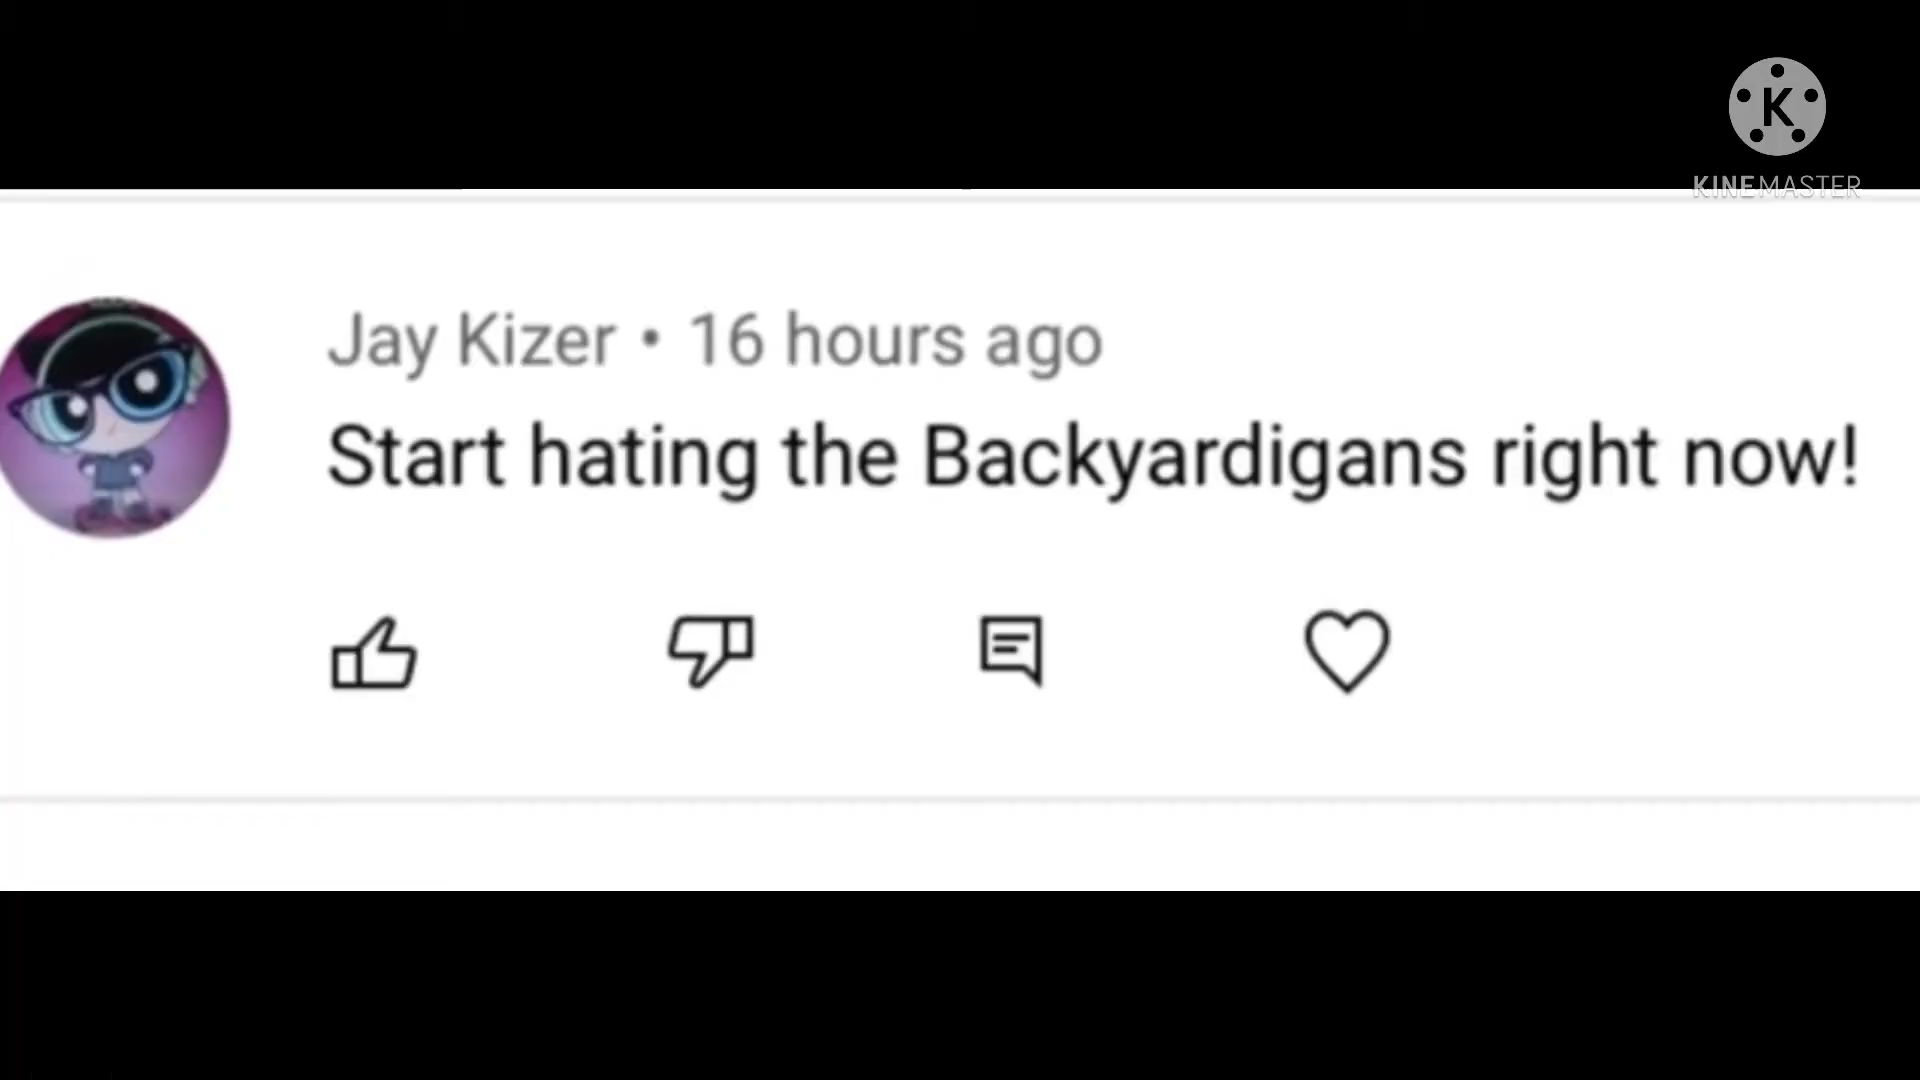 K
KINEMASTER
Jay Kizer • 16 hours ago
Start hating the Backyardigans right now!